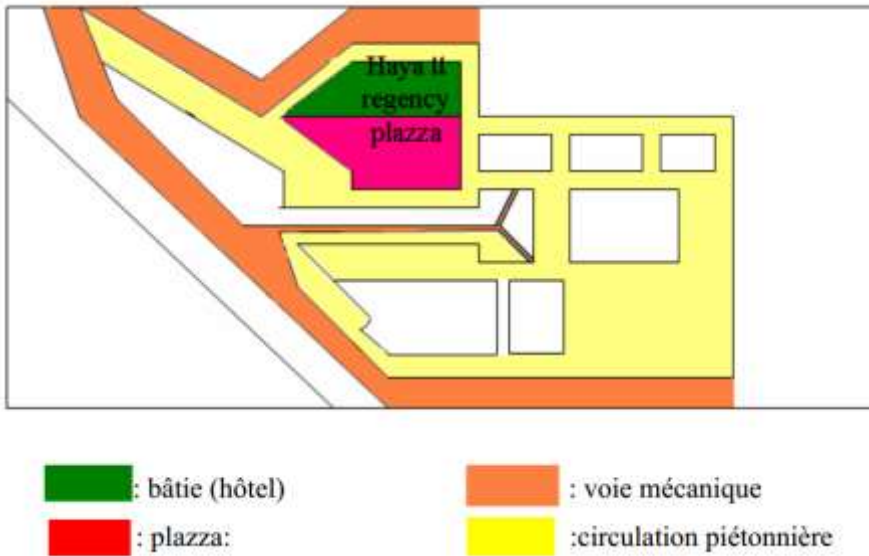 Haya tt
regency
plazza
: bâtie (hôtel)
: voie mécanique
: plazza:
:circulation piétonnière